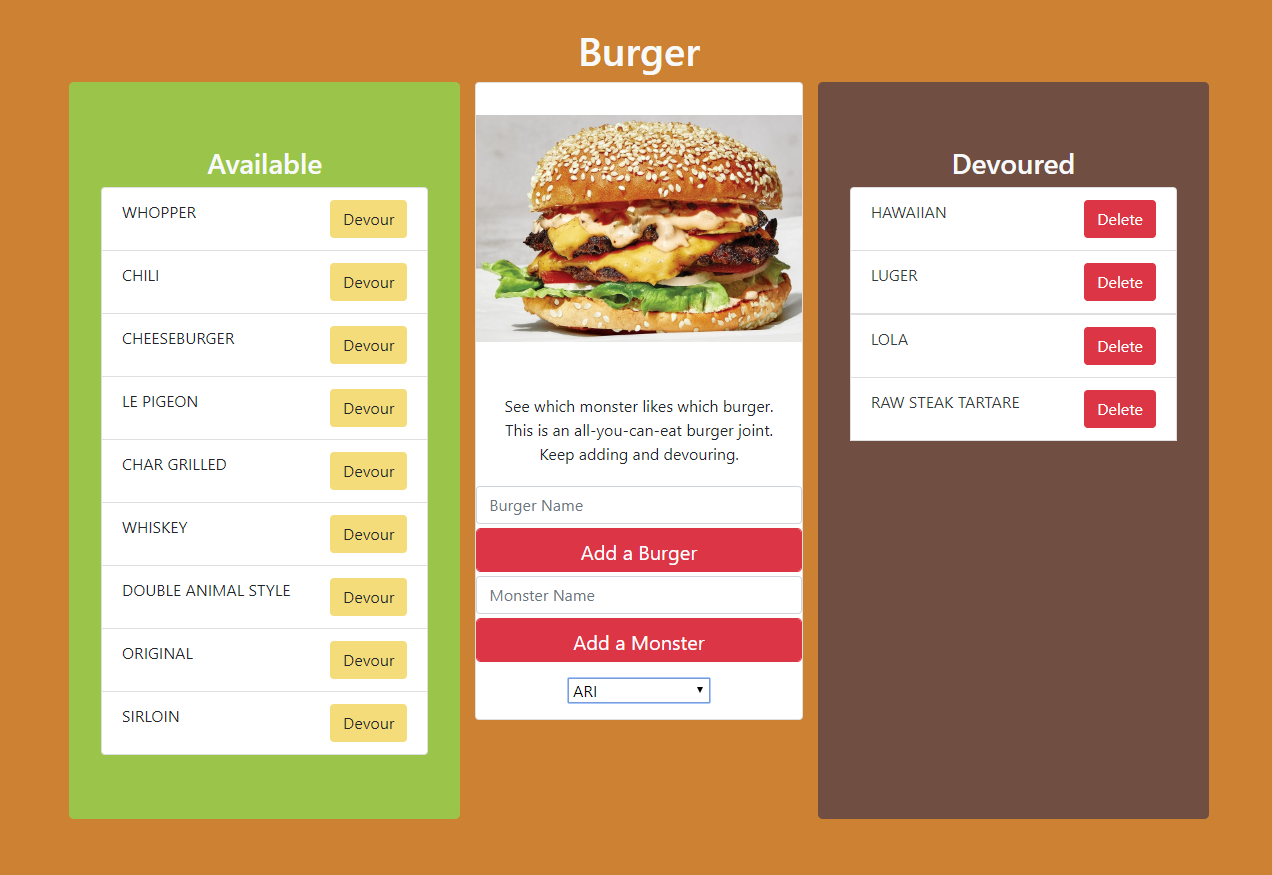 Burger
Available
WHOPPER
Devour
CHILI
Devour
CHEESEBURGER
Devour
LE PIGEON
Devour
CHAR GRILLED
Devour
WHISKEY
Devour
DOUBLE ANIMAL STYLE
Devour
ORIGINAL
Devour
SIRLOIN
Devour
See which monster likes which burger.
This is an all-you-can-eat burger joint.
Keep adding and devouring.
Burger Name
Add a Burger
Monster Name
Add a Monster
ARI
Devoured
HAWAIIAN
Delete
LUGER
Delete
LOLA
Delete
RAW STEAK TARTARE
Delete